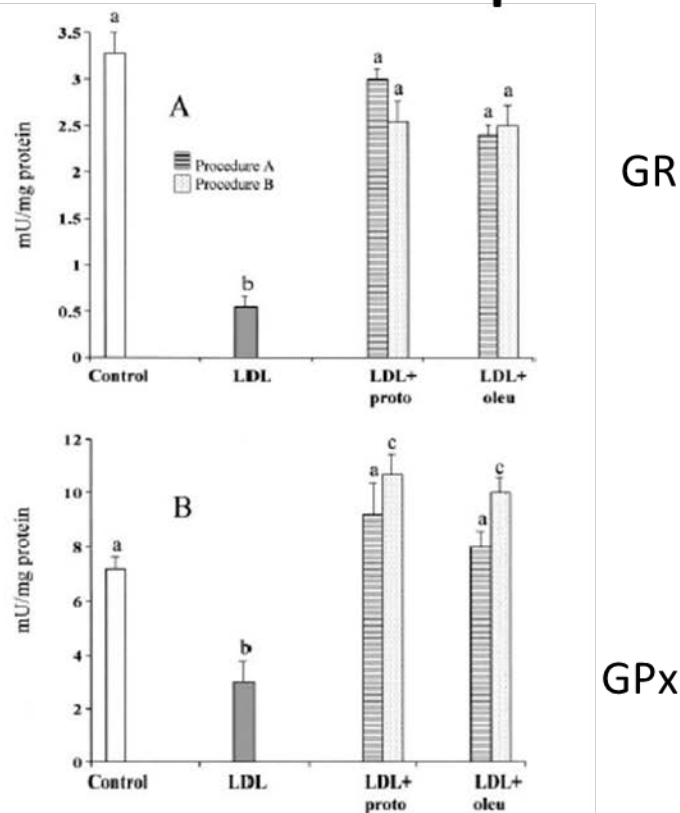 a
3.5
3
2.5
2
1.5
1
0.5
0
mU/mg protein
A
Procedure A
Procedure B
b
a
a
a
a
GR
Control
LDL
LDL+
proto
LDL+
oleu
12
10
8
6
4
2
0
mU/mg protein
B
a
b
a
c
a
c
GPx
Control
LDL
LDL+
proto
LDL+
oleu